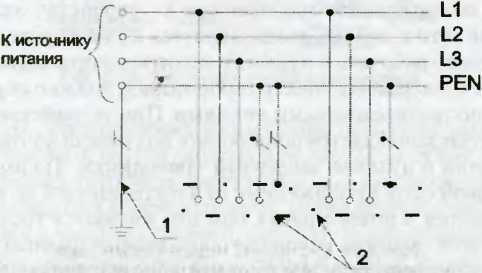 L1
L2
К источнику
питания
L3
PEN
1
2